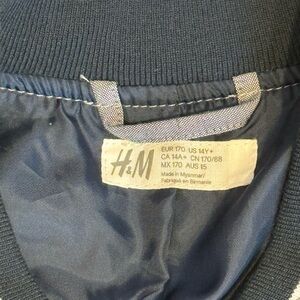 H&M
EUR 170 US 14Y+
CA 14A+ CN 170/88
MX 170 AUS 15
Made in Myanmar/
Fabriqué en Birmanie